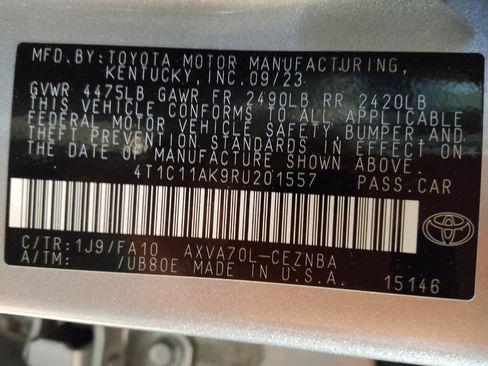 MFD.BY:TOYOTA MOTOR MANUFACTURING,
KENTUCKY,INC.09/23
GVWR 4475LB GAWR FR 2490LB RR 2420LB
THIS VEHICLE CONFORMS TO ALL APPLICABLE
FEDERAL MOTOR VEHICLE SAFETY BUMPER,AND
THEFT PREVENTION STANDARDS IN EFFECT ON
THE DATE OF MANUFACTURE SHOWN ABOVE.
4T1C11AK9RU201557 PASS.CAR
C/TR:1J9/FA10 AXVA70L-CEZNBA
A/TM: /UB80E MADE IN U.S.A.
15146